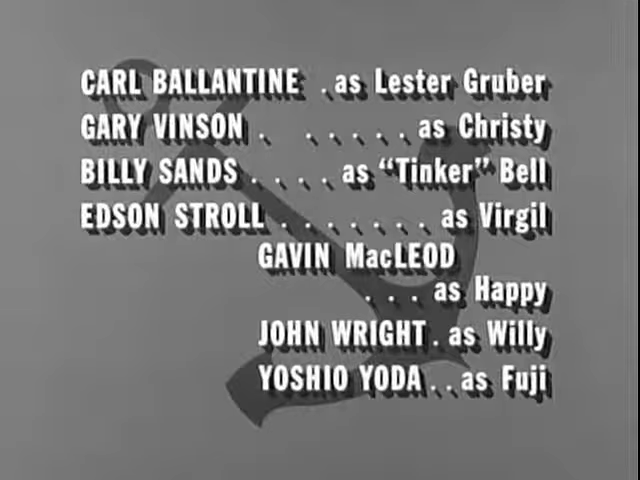 CARL BALLANTINE . as Lester Gruber
GARY VINSON . . . . . . as Christy
BILLY SANDS . . . . as “Tinker” Bell
EDSON STROLL . . . . . . . as Virgil
GAVIN MacLEOD
. . . as Happy
JOHN WRIGHT . as Willy
YOSHIO YODA . . as Fuji